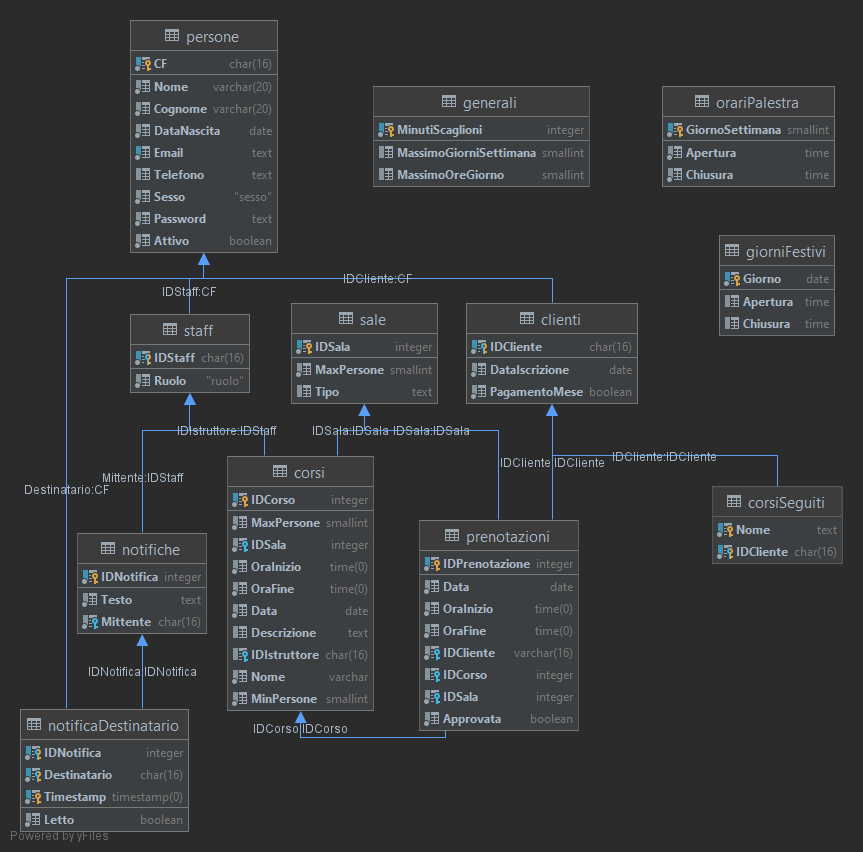 persone
CF char(16)
Nome varchar(20)
Cognome varchar(20)
DataNascita date
Email text
Telefono text
Sesso "sesso"
Password text
Attivo boolean
generali
MinutiScaglioni integer
MassimoGiorniSettimana smallint
MassimoOreGiorno smallint
orariPalestra
GiornoSettimana smallint
Apertura time
Chiusura time
giorniFestivi
Giorno date
Apertura time
Chiusura time
IDCliente:CF
IDStaff:CF
staff
IDStaff char(16)
Ruolo "ruolo"
sale
IDSala integer
MaxPersone smallint
Tipo text
clienti
IDCliente char(16)
DataIscrizione date
PagamentoMese boolean
IDIstruttore:IDStaff
IDSala:IDSala
IDSala:IDSala
IDCliente:IDCliente
IDCliente:IDCliente
Mittente:IDStaff
Destinatario:CF
corsi
IDCorso integer
MaxPersone smallint
IDSala integer
OraInizio time(0)
OraFine time(0)
Data date
Descrizione text
IDIstruttore char(16)
Nome varchar
MinPersone smallint
corsiSeguiti
Nome text
IDCliente char(16)
prenotazioni
IDPrenotazione integer
Data date
OraInizio time(0)
OraFine time(0)
IDCliente varchar(16)
IDCorso integer
IDSala integer
Approvata boolean
notifiche
IDNotifica integer
Testo text
Mittente char(16)
IDNotifica:IDNotifica
IDCorso:IDCorso
notificaDestinatario
IDNotifica integer
Destinatario char(16)
Timestamp timestamp(0)
Letto boolean
Powered by yFiles